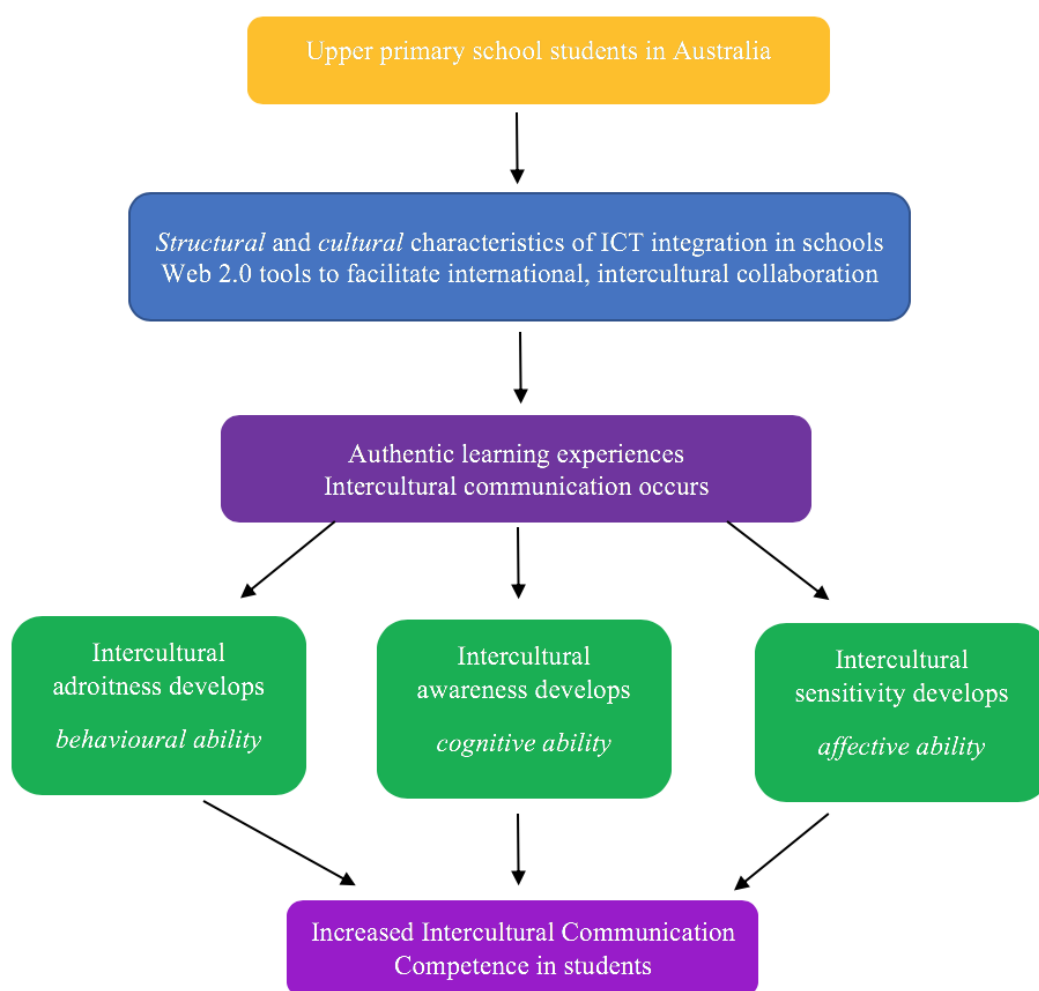 Upper primary school students in Australia
Structural and cultural characteristics of ICT integration in schools
Web 2.0 tools to facilitate international, intercultural collaboration
Authentic learning experiences
Intercultural communication occurs
Intercultural
adroitness develops
behavioural ability
Intercultural
awareness develops
cognitive ability
Intercultural
sensitivity develops
affective ability
Increased Intercultural Communication
Competence in students